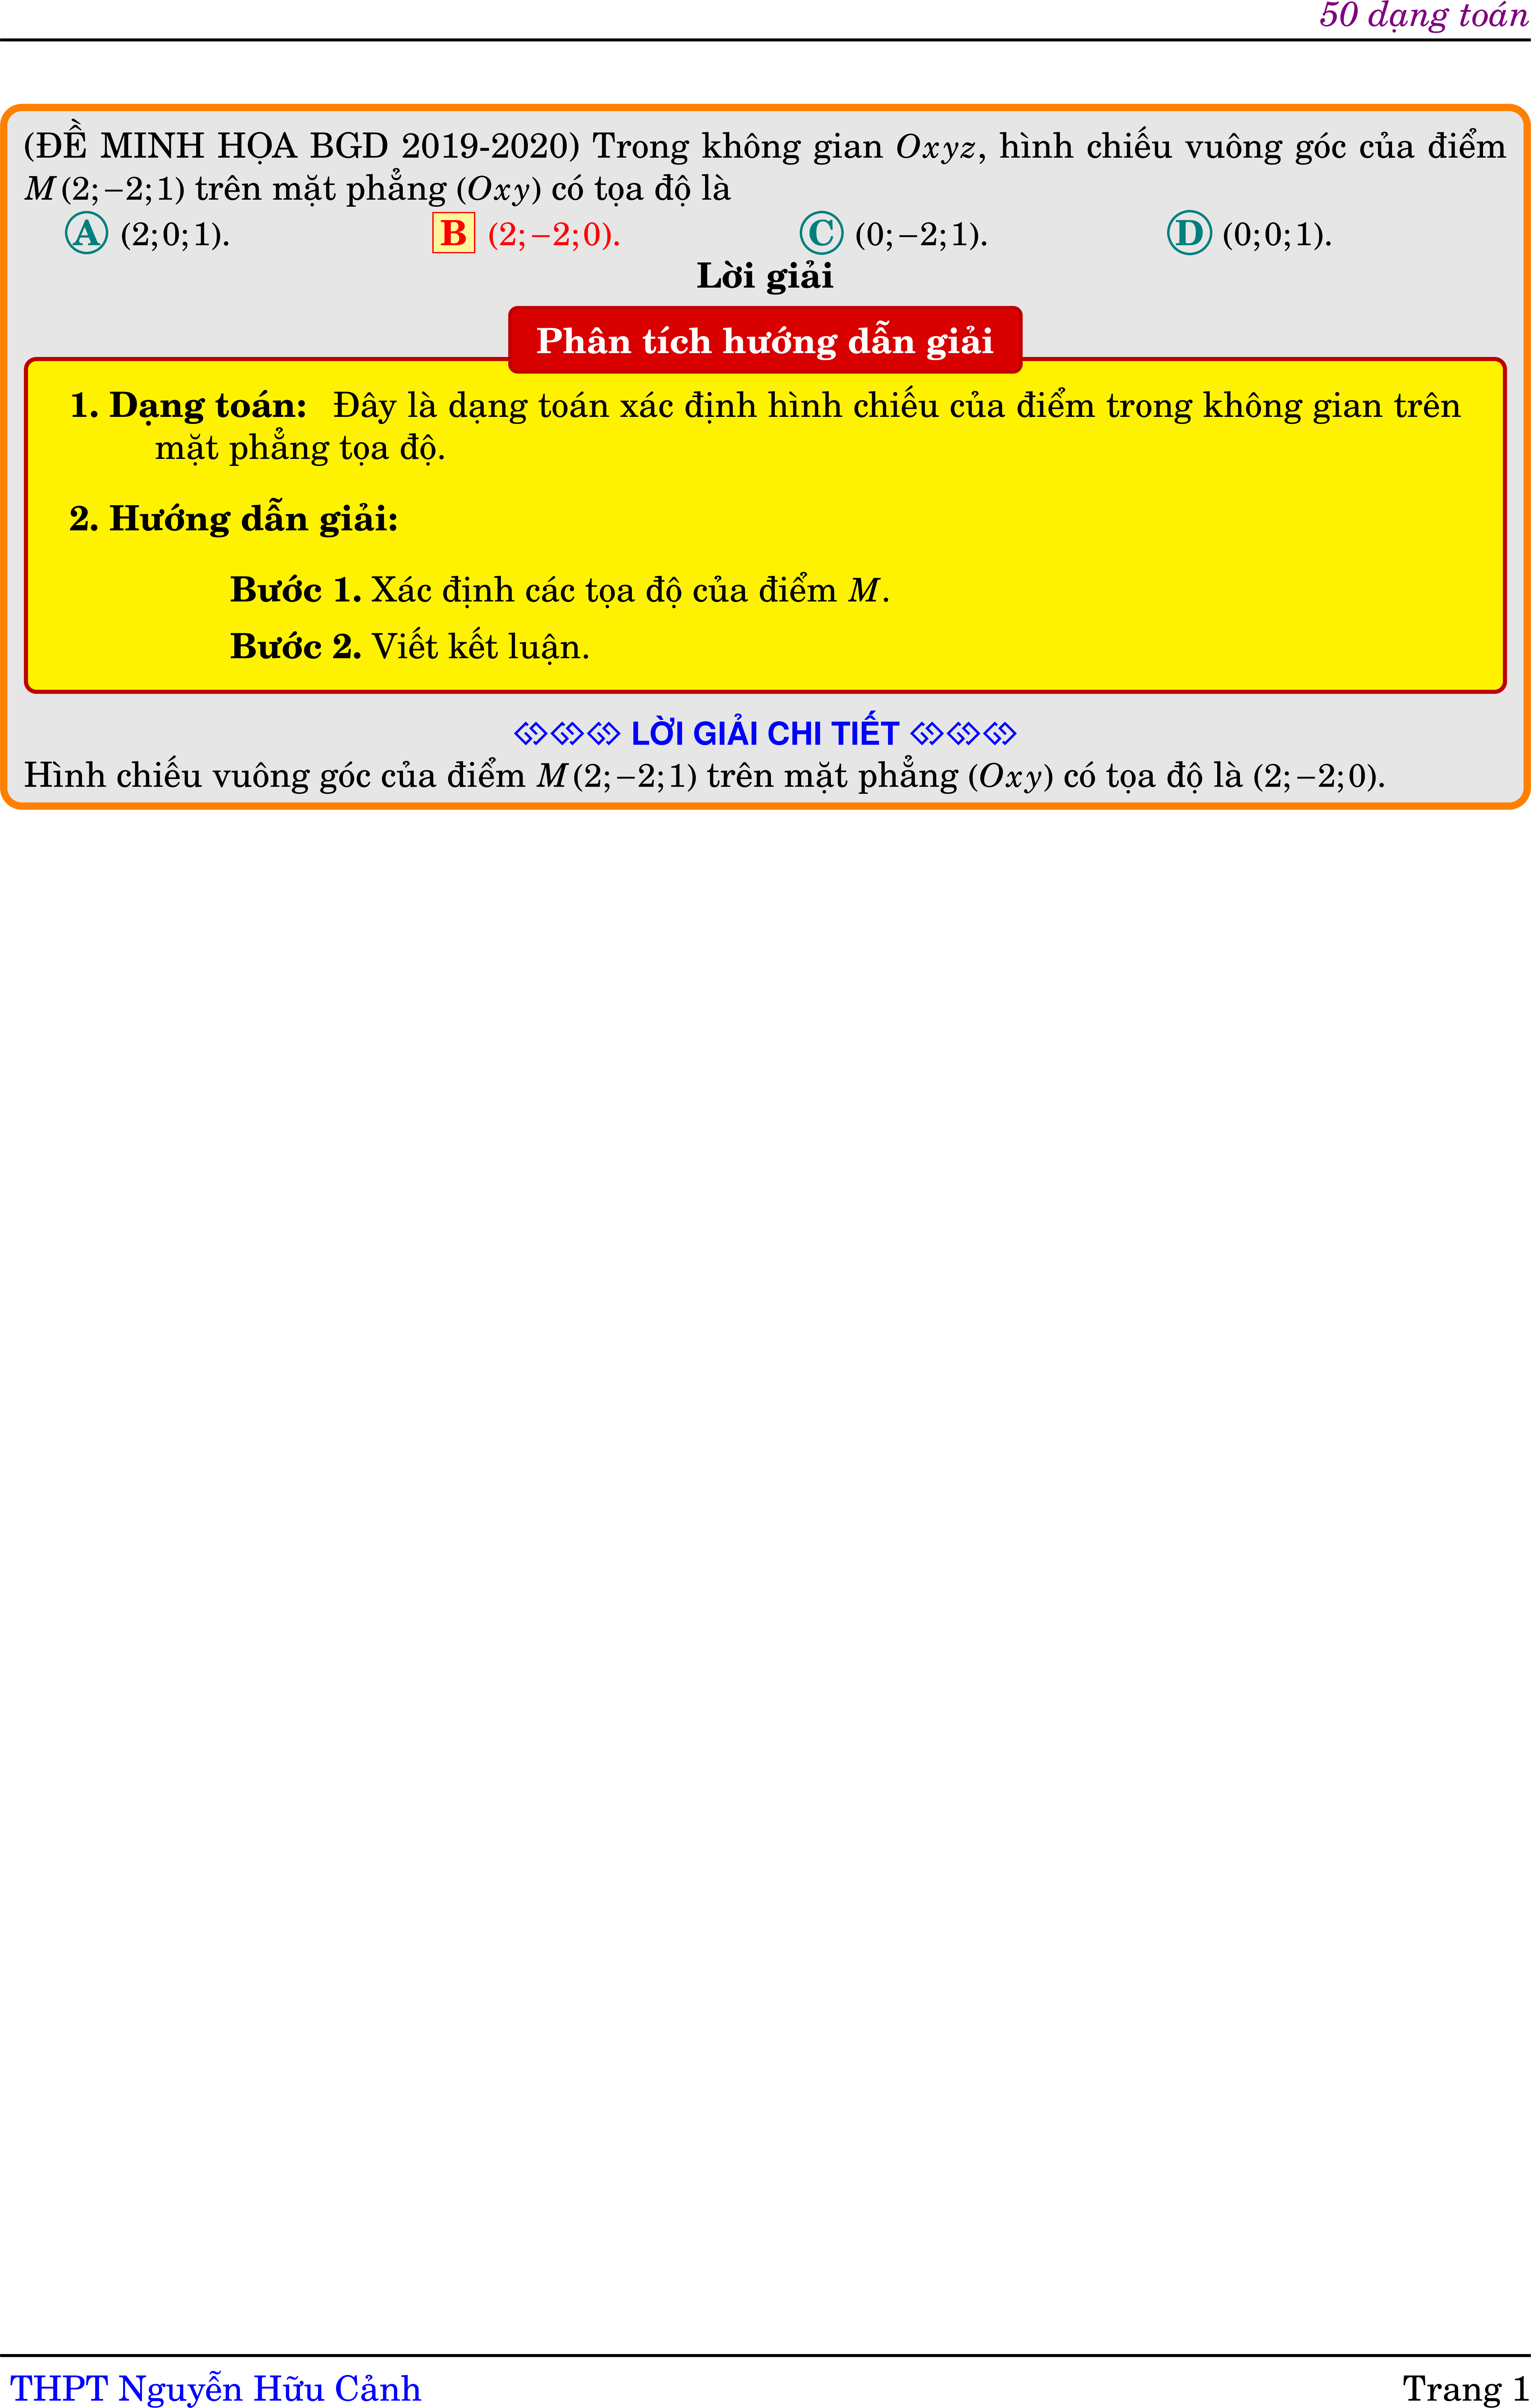 50 dạng toán
(ĐỀ MINH HỌA BGD 2019-2020) Trong không gian Oxyz, hình chiếu vuông góc của điểm
M(2;−2;1) trên mặt phẳng (Oxy) có tọa độ là
A (2;0;1). B (2;−2;0). C (0;−2;1). D (0;0;1).
Lời giải
Phân tích hướng dẫn giải
1. Dạng toán: Đây là dạng toán xác định hình chiếu của điểm trong không gian trên
mặt phẳng tọa độ.
2. Hướng dẫn giải:
Bước 1. Xác định các tọa độ của điểm M.
Bước 2. Viết kết luận.
LỜI GIẢI CHI TIẾT
Hình chiếu vuông góc của điểm M(2;−2;1) trên mặt phẳng (Oxy) có tọa độ là (2;−2;0).
THPT Nguyễn Hữu Cảnh Trang 1